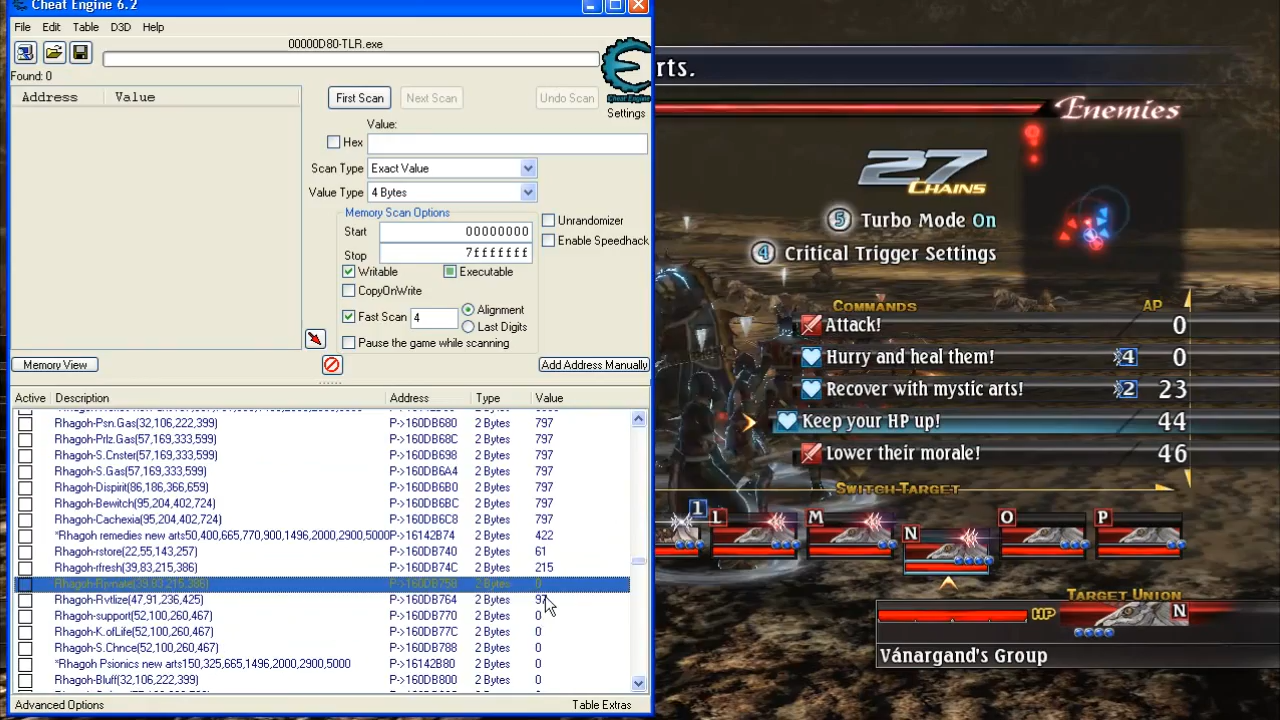 Cheat Engine 6.2
File Edit Table D3D Help
00000D80-TLR.exe
Found: 0
Address Value
First Scan Next Scan Undo Scan
Settings
Value:
Hex
Scan Type Exact Value
Value Type 4 Bytes
Memory Scan Options
Start 00000000
Stop 7fffffff
Writable Executable
CopyOnWrite
Fast Scan 4 Alignment
Last Digits
Pause the game while scanning
Unrandomizer
Enable Speedhack
Memory View Add Address Manually
Active Description Address Type Value
Rhagoh-Psn.Gas(32,106,222,399) P->160DB680 2 Bytes 797
Rhagoh-Prlz.Gas(57,169,333,599) P->160DB68C 2 Bytes 797
Rhagoh-S.Cnster(57,169,333,599) P->160DB698 2 Bytes 797
Rhagoh-S.Gas(57,169,333,599) P->160DB6A4 2 Bytes 797
Rhagoh-Dispirit(86,186,366,659) P->160DB6B0 2 Bytes 797
Rhagoh-Bewitch(95,204,402,724) P->160DB6BC 2 Bytes 797
Rhagoh-Cachexia(95,204,402,724) P->160DB6C8 2 Bytes 797
*Rhagoh remedies new arts50,400,665,770,900,1496,2000,2900,5000 P->16142B74 2 Bytes 422
Rhagoh-rstore(22,55,143,257) P->160DB740 2 Bytes 61
Rhagoh-rfresh(39,83,215,386) P->160DB74C 2 Bytes 215
Rhagoh-Rjvnate(39,83,215,386) P->160DB758 2 Bytes 0
Rhagoh-Rvtlize(47,91,236,425) P->160DB764 2 Bytes 97
Rhagoh-support(52,100,260,467) P->160DB770 2 Bytes 0
Rhagoh-K.ofLife(52,100,260,467) P->160DB77C 2 Bytes 0
Rhagoh-S.Chnce(52,100,260,467) P->160DB788 2 Bytes 0
*Rhagoh Psionics new arts150,325,665,1496,2000,2900,5000 P->16142B80 2 Bytes 0
Rhagoh-Bluff(32,106,222,399) P->160DB800 2 Bytes 0
Advanced Options Table Extras
rts.
Enemies
27 CHAINS
5 Turbo Mode On
4 Critical Trigger Settings
COMMANDS AP
Attack! 0
Hurry and heal them! 4 0
Recover with mystic arts! 2 23
Keep your HP up! 44
Lower their morale! 46
SWITCH TARGET
1 L M N O P
TARGET UNION
HP N
Vánargand's Group